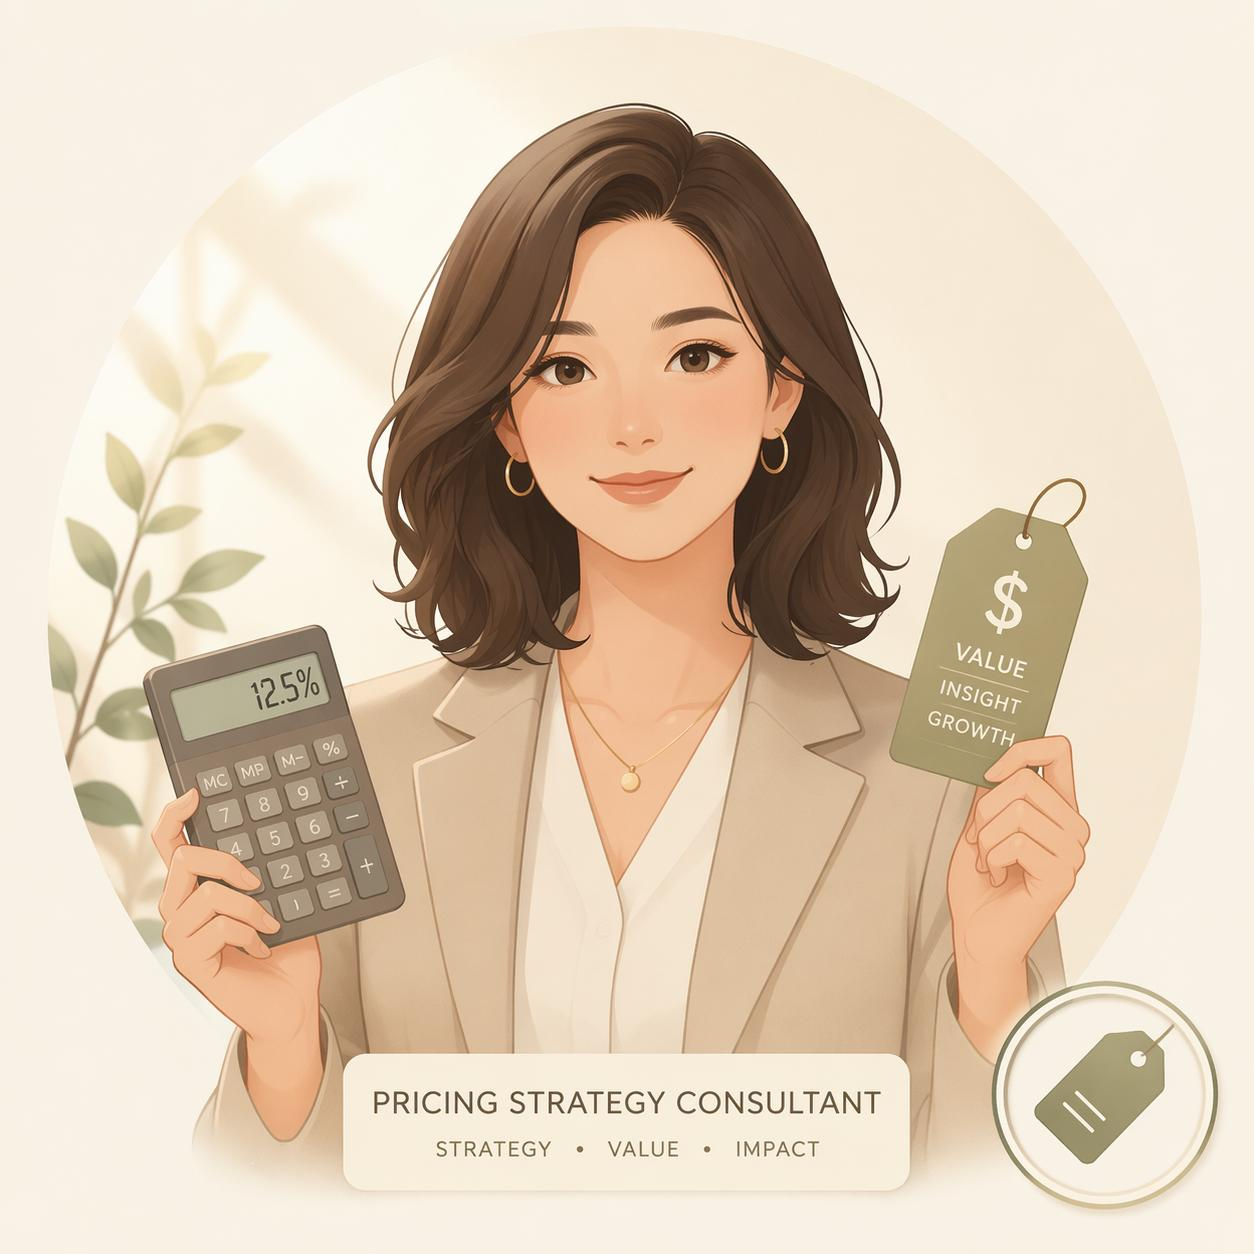 12.5%
MC MP M- %
7 8 9 ÷
4 5 6 −
2 3 +
=
$
VALUE
INSIGHT
GROWTH
PRICING STRATEGY CONSULTANT
STRATEGY • VALUE • IMPACT